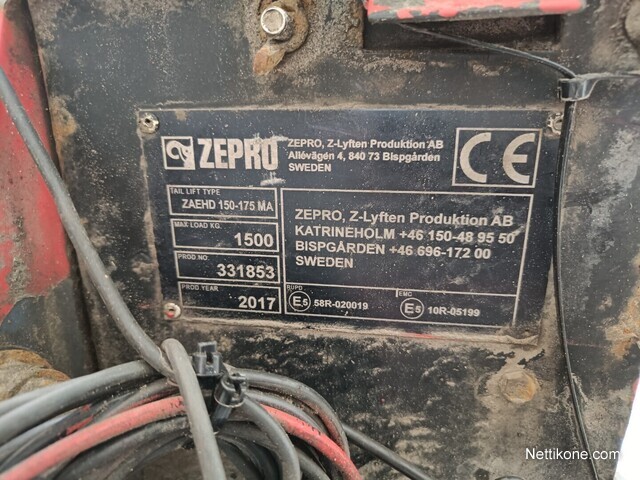 ZEPRO
ZEPRO, Z-Lyften Produktion AB
Allévägen 4, 840 73 Bispgården
SWEDEN
CE
TAIL LIFT TYPE
ZAEHD 150-175 MA
MAX LOAD KG.
1500
PROD.NO.
331853
PROD.YEAR
2017
ZEPRO, Z-Lyften Produktion AB
KATRINEHOLM +46 150-48 95 50
BISPGÅRDEN +46 696-172 00
SWEDEN
RUPD
E5 58R-020019
EMC
E5 10R-05199
Nettikone.com